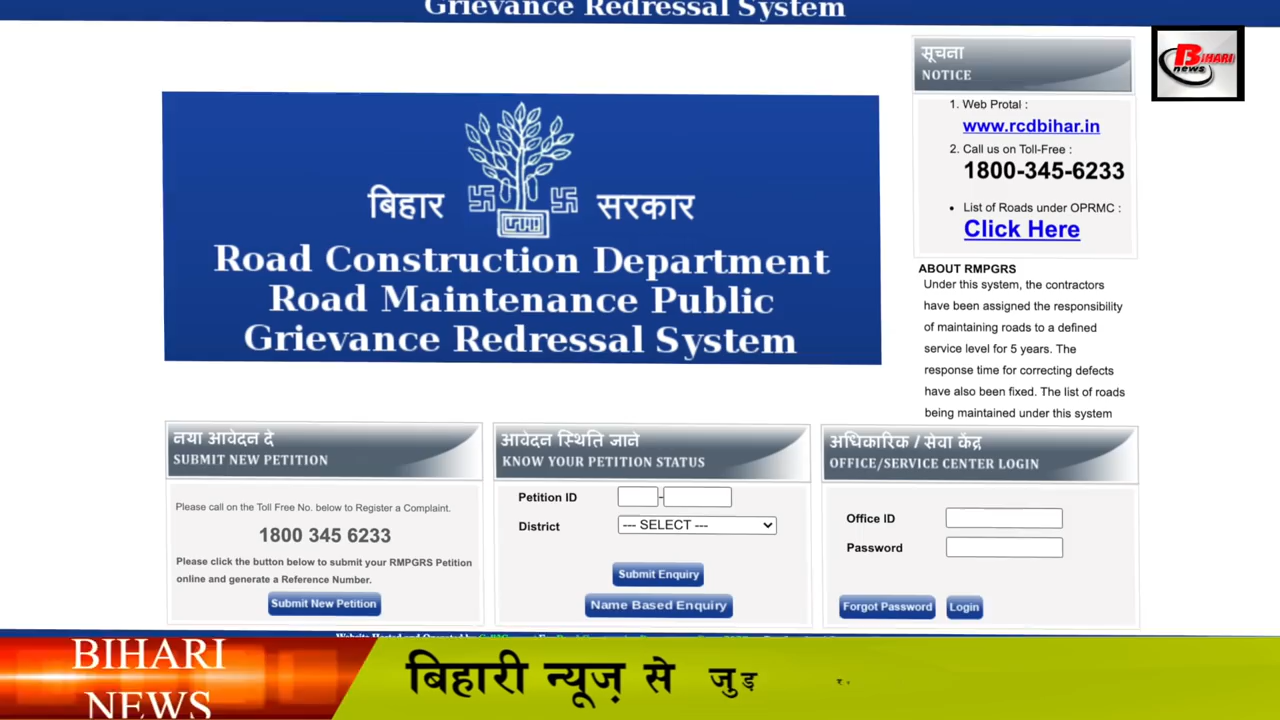 Grievance Redressal System
सूचना
NOTICE
BIHARI
news
1. Web Protal :
www.rcdbihar.in
2. Call us on Toll-Free :
1800-345-6233
• List of Roads under OPRMC :
Click Here
बिहार सरकार
Road Construction Department
Road Maintenance Public
Grievance Redressal System
ABOUT RMPGRS
Under this system, the contractors
have been assigned the responsibility
of maintaining roads to a defined
service level for 5 years. The
response time for correcting defects
have also been fixed. The list of roads
being maintained under this system
नया आवेदन दे
SUBMIT NEW PETITION
Please call on the Toll Free No. below to Register a Complaint.
1800 345 6233
Please click the button below to submit your RMPGRS Petition
online and generate a Reference Number.
Submit New Petition
आवेदन स्थिति जाने
KNOW YOUR PETITION STATUS
Petition ID -
District --- SELECT ---
Submit Enquiry
Name Based Enquiry
अधिकारिक / सेवा केंद्र
OFFICE/SERVICE CENTER LOGIN
Office ID
Password
Forgot Password Login
BIHARI
NEWS
बिहारी न्यूज़ से जुड़